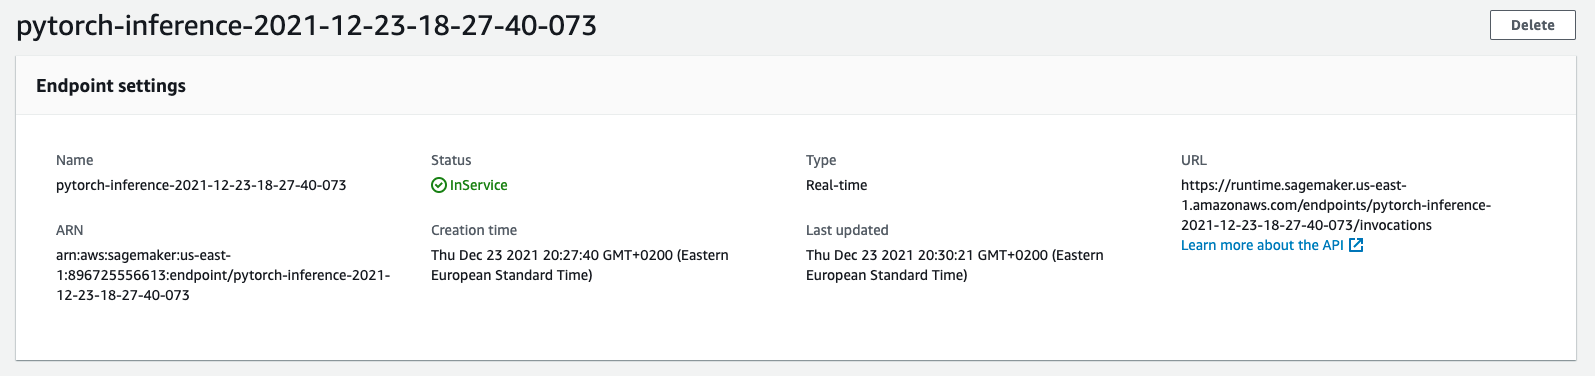 pytorch-inference-2021-12-23-18-27-40-073
Delete
Endpoint settings
Name
pytorch-inference-2021-12-23-18-27-40-073
Status
InService
Type
Real-time
URL
https://runtime.sagemaker.us-east-
1.amazonaws.com/endpoints/pytorch-inference-
2021-12-23-18-27-40-073/invocations
Learn more about the API
ARN
arn:aws:sagemaker:us-east-
1:896725556613:endpoint/pytorch-inference-2021-
12-23-18-27-40-073
Creation time
Thu Dec 23 2021 20:27:40 GMT+0200 (Eastern
European Standard Time)
Last updated
Thu Dec 23 2021 20:30:21 GMT+0200 (Eastern
European Standard Time)